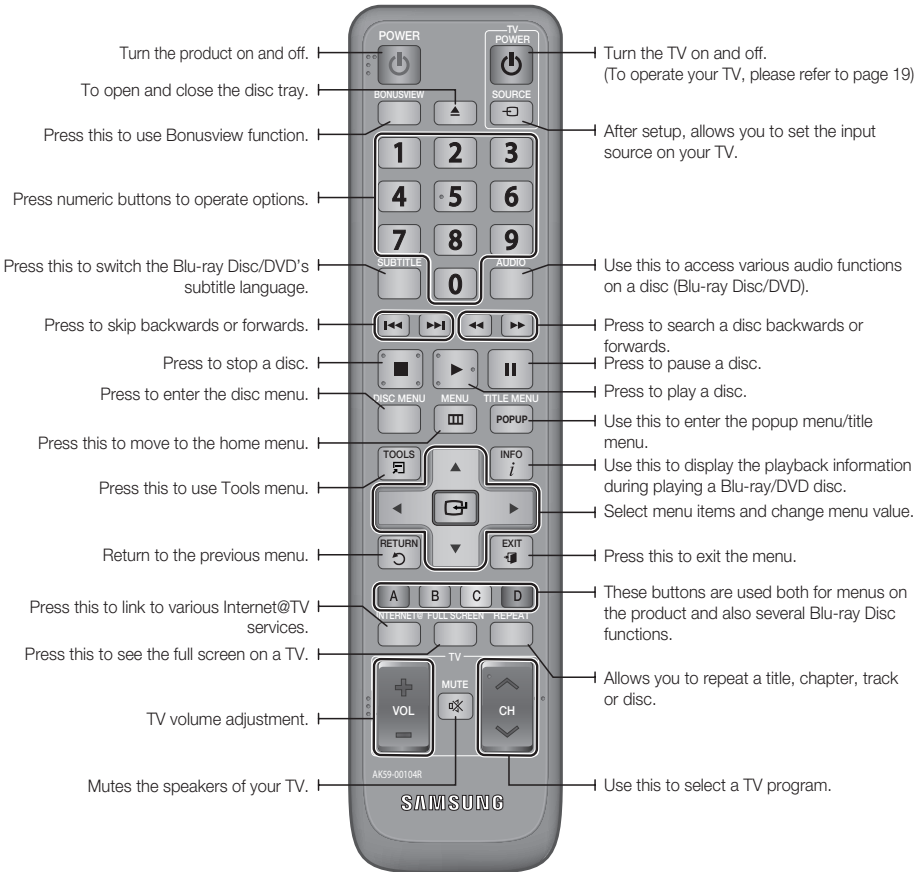 POWER
TV
POWER
Turn the product on and off.
Turn the TV on and off.
(To operate your TV, please refer to page 19)
To open and close the disc tray.
BONUSVIEW
SOURCE
Press this to use Bonusview function.
After setup, allows you to set the input
source on your TV.
1 2 3
Press numeric buttons to operate options.
4 5 6
7 8 9
Press this to switch the Blu-ray Disc/DVD's
subtitle language.
SUBTITLE
0
AUDIO
Use this to access various audio functions
on a disc (Blu-ray Disc/DVD).
Press to skip backwards or forwards.
Press to search a disc backwards or
forwards.
Press to stop a disc.
Press to pause a disc.
Press to play a disc.
Press to enter the disc menu.
DISC MENU
MENU
TITLE MENU
POPUP
Use this to enter the popup menu/title
menu.
Press this to move to the home menu.
TOOLS
INFO
i
Use this to display the playback information
during playing a Blu-ray/DVD disc.
Press this to use Tools menu.
Select menu items and change menu value.
Return to the previous menu.
RETURN
EXIT
Press this to exit the menu.
A B C D
These buttons are used both for menus on
the product and also several Blu-ray Disc
functions.
Press this to link to various Internet@TV
services.
INTERNET@
FULL SCREEN
REPEAT
Press this to see the full screen on a TV.
Allows you to repeat a title, chapter, track
or disc.
TV
MUTE
VOL
CH
TV volume adjustment.
Mutes the speakers of your TV.
Use this to select a TV program.
AK59-00104R
SAMSUNG